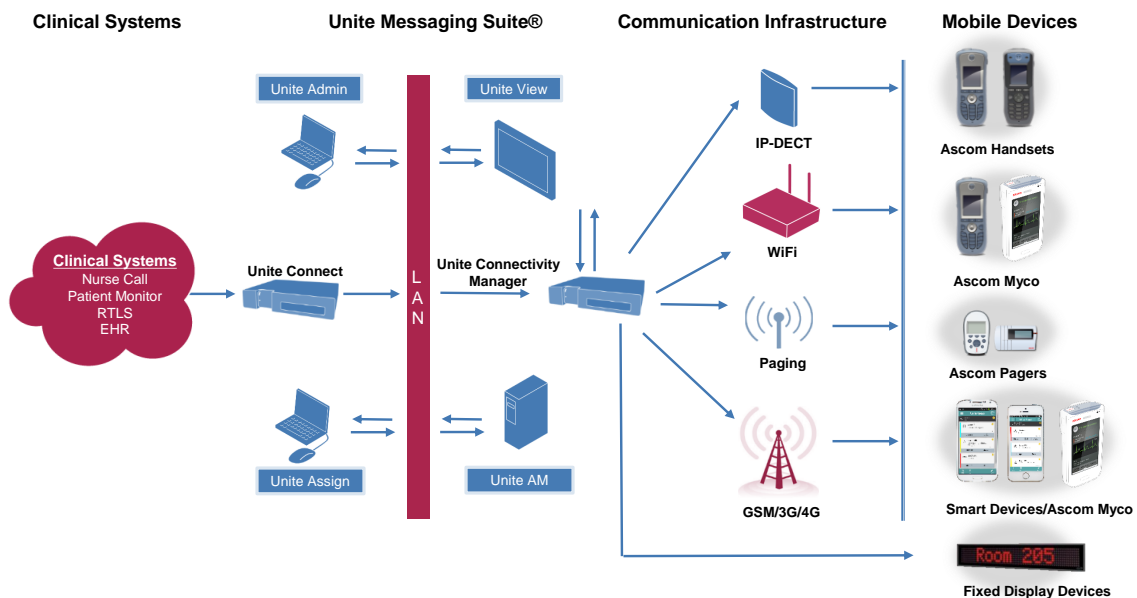 Clinical Systems
Unite Messaging Suite®
Communication Infrastructure
Mobile Devices
Unite Admin
Unite View
IP-DECT
Ascom Handsets
Clinical Systems
Nurse Call
Patient Monitor
RTLS
EHR
Unite Connect
L
A
N
Unite Connectivity
Manager
WiFi
Ascom Myco
Paging
Ascom Pagers
Unite Assign
Unite AM
GSM/3G/4G
Smart Devices/Ascom Myco
Room 205
Fixed Display Devices